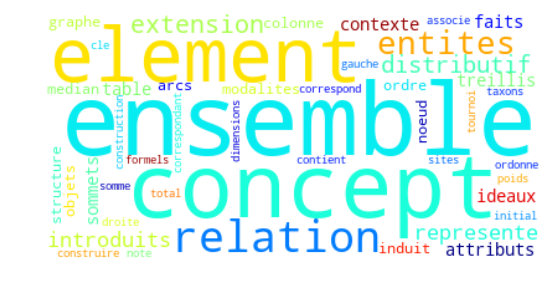 graphe extension colonne contexte associe faits
cle element gauche entites
distributif
median table arcs modalites correspond ordre treillis
taxons
ensemble
construction correspondant dimensions noeud tournoi
formels contient sites
structure objets sommets somme concept ordonne
total poids
ideaux
droite initial
introduits relation induit represente
construire note attributs